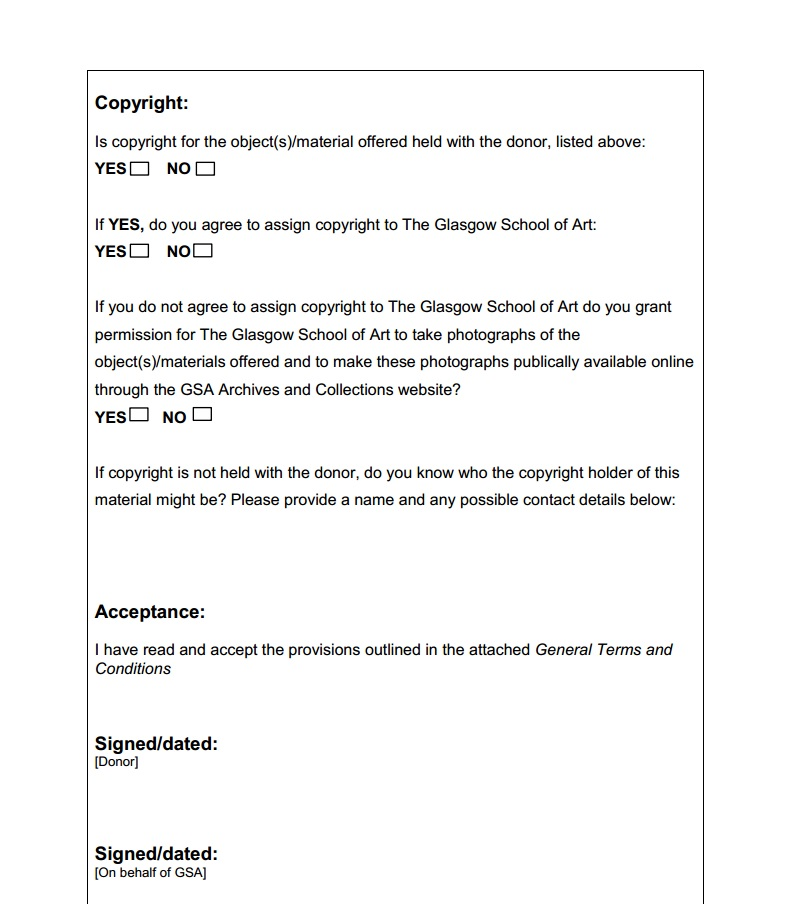 Copyright:
Is copyright for the object(s)/material offered held with the donor, listed above:
YES NO
If YES, do you agree to assign copyright to The Glasgow School of Art:
YES NO
If you do not agree to assign copyright to The Glasgow School of Art do you grant
permission for The Glasgow School of Art to take photographs of the
object(s)/materials offered and to make these photographs publically available online
through the GSA Archives and Collections website?
YES NO
If copyright is not held with the donor, do you know who the copyright holder of this
material might be? Please provide a name and any possible contact details below:
Acceptance:
I have read and accept the provisions outlined in the attached General Terms and
Conditions
Signed/dated:
[Donor]
Signed/dated:
[On behalf of GSA]